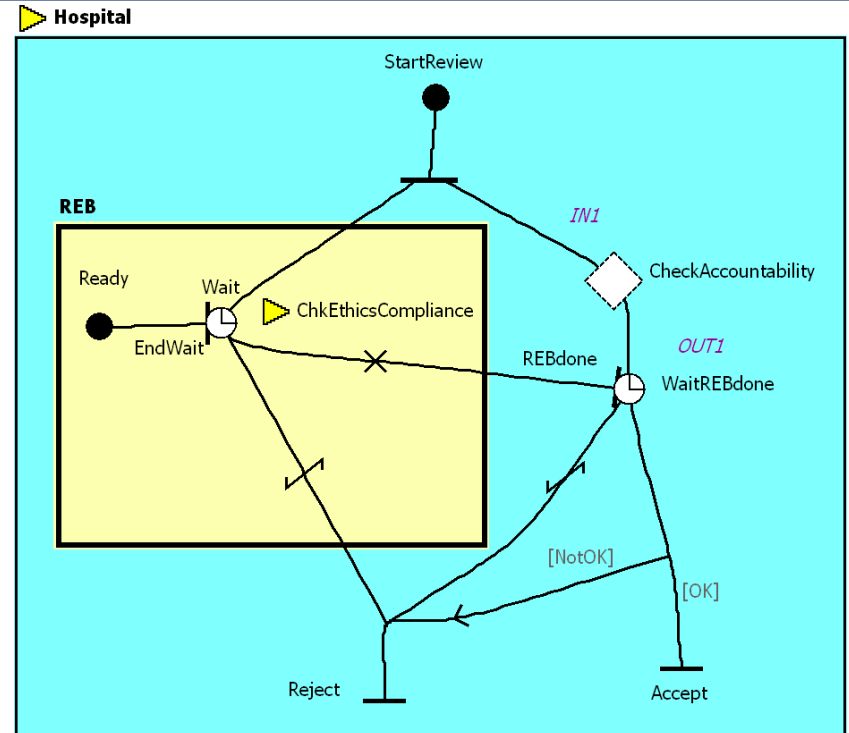 Hospital
StartReview
REB
IN1
Ready
Wait
CheckAccountability
ChkEthicsCompliance
EndWait
REBdone
OUT1
WaitREBdone
[NotOK]
[OK]
Reject
Accept